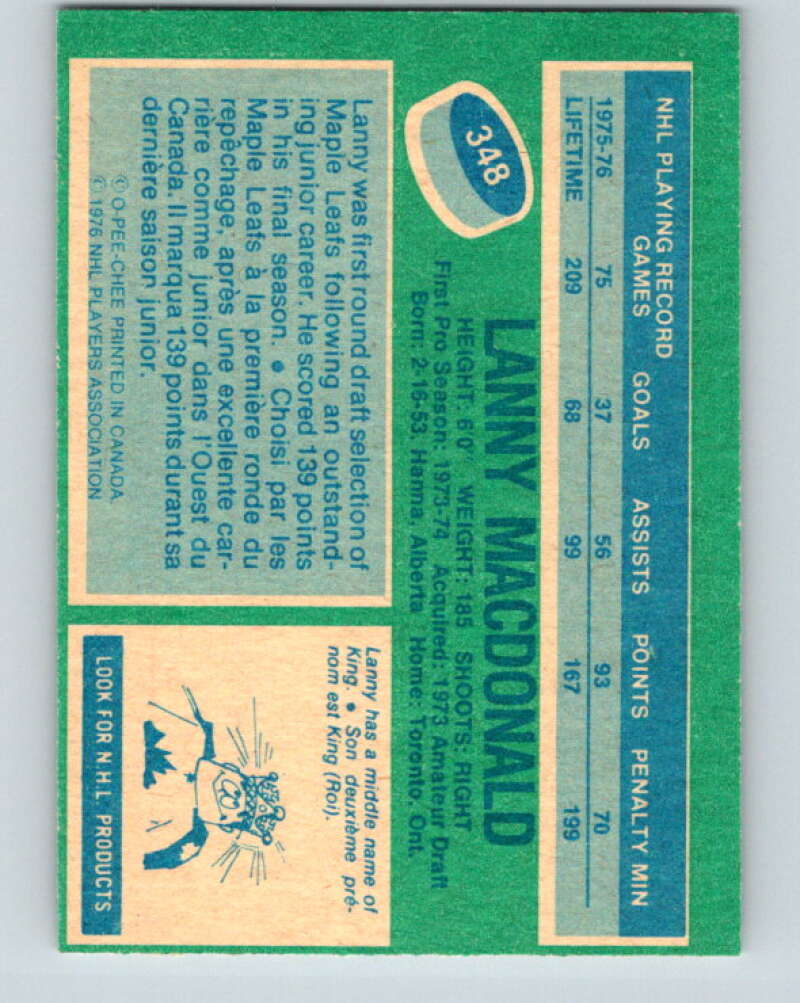 NHL PLAYING RECORD
GAMES GOALS ASSISTS POINTS PENALTY MIN
1975-76 75 37 56 93 70
LIFETIME 209 68 99 167 199
348
LANNY MACDONALD
HEIGHT: 6'0" WEIGHT: 185 SHOOTS: RIGHT
First Pro Season: 1973-74 Acquired: 1973 Amateur Draft
Born: 2-16-53, Hanna, Alberta Home: Toronto, Ont.
Lanny was first round draft selection of
Maple Leafs following an outstand-
ing junior career. He scored 139 points
in his final season. • Choisi par les
Maple Leafs à la première ronde du
repêchage, après une excellente car-
rière comme junior dans l'Ouest du
Canada. Il marqua 139 points durant sa
dernière saison junior.
© O-PEE-CHEE PRINTED IN CANADA
© 1976 NHL PLAYERS ASSOCIATION
Lanny has a middle name of
King. • Son deuxième pré-
nom est King (Roi).
LOOK FOR N.H.L. PRODUCTS